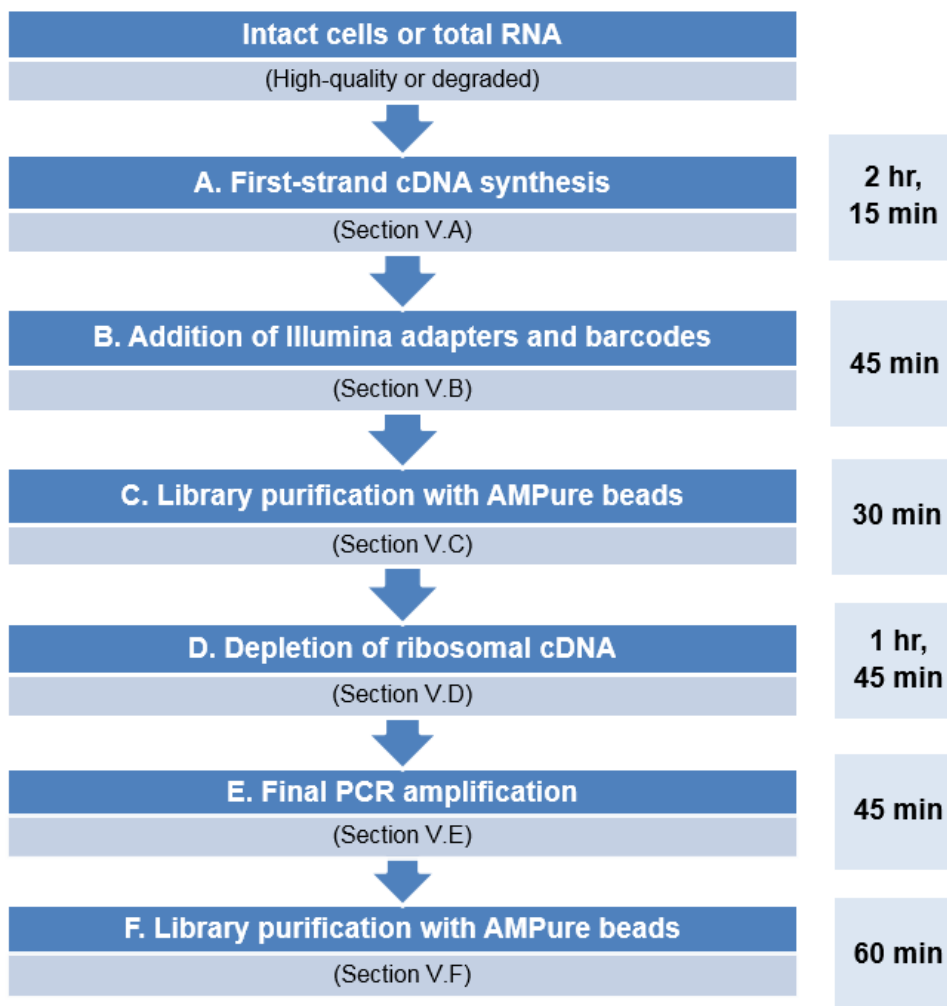 Intact cells or total RNA
(High-quality or degraded)
A. First-strand cDNA synthesis
(Section V.A)
2 hr,
15 min
B. Addition of Illumina adapters and barcodes
(Section V.B)
45 min
C. Library purification with AMPure beads
(Section V.C)
30 min
D. Depletion of ribosomal cDNA
(Section V.D)
1 hr,
45 min
E. Final PCR amplification
(Section V.E)
45 min
F. Library purification with AMPure beads
(Section V.F)
60 min